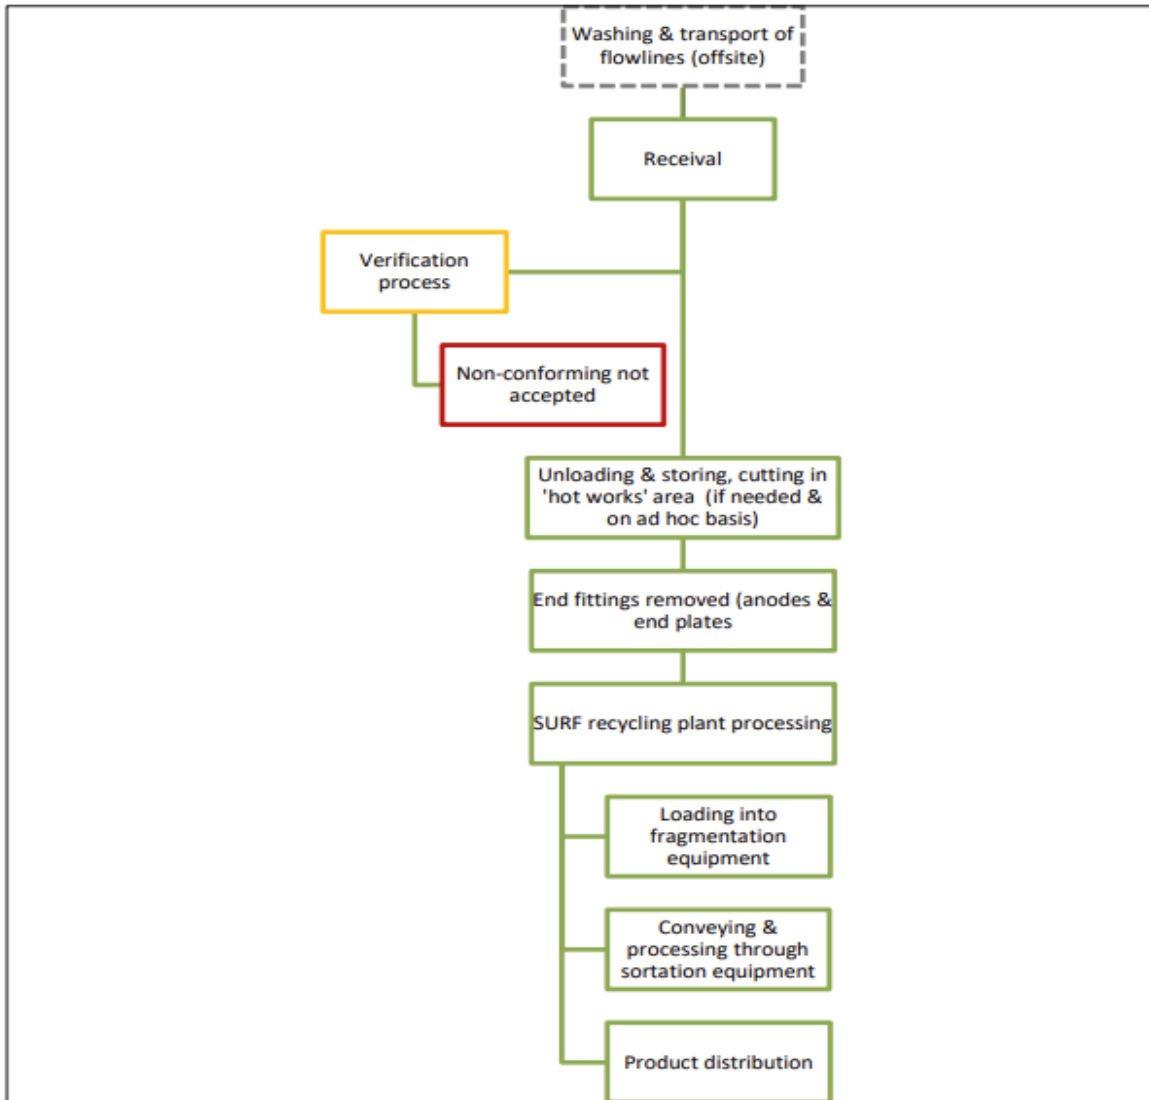 Washing & transport of
flowlines (offsite)
Receival
Verification
process
Non-conforming not
accepted
Unloading & storing, cutting in
'hot works' area  (if needed &
on ad hoc basis)
End fittings removed (anodes &
end plates
SURF recycling plant processing
Loading into
fragmentation
equipment
Conveying &
processing through
sortation equipment
Product distribution